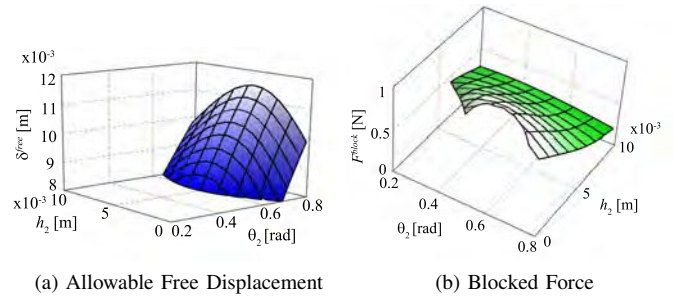 x10⁻³
12
11
10
9
8
δᶠʳᵉᵉ [m]
x10⁻³
10
5
0
h₂ [m]
0.2
0.4
0.6
0.8
θ₂ [rad]
(a) Allowable Free Displacement
1
0.5
0
Fᵇˡᵒᶜᵏ [N]
0.2
0.4
0.6
0.8
θ₂ [rad]
x10⁻³
10
5
0
h₂ [m]
(b) Blocked Force